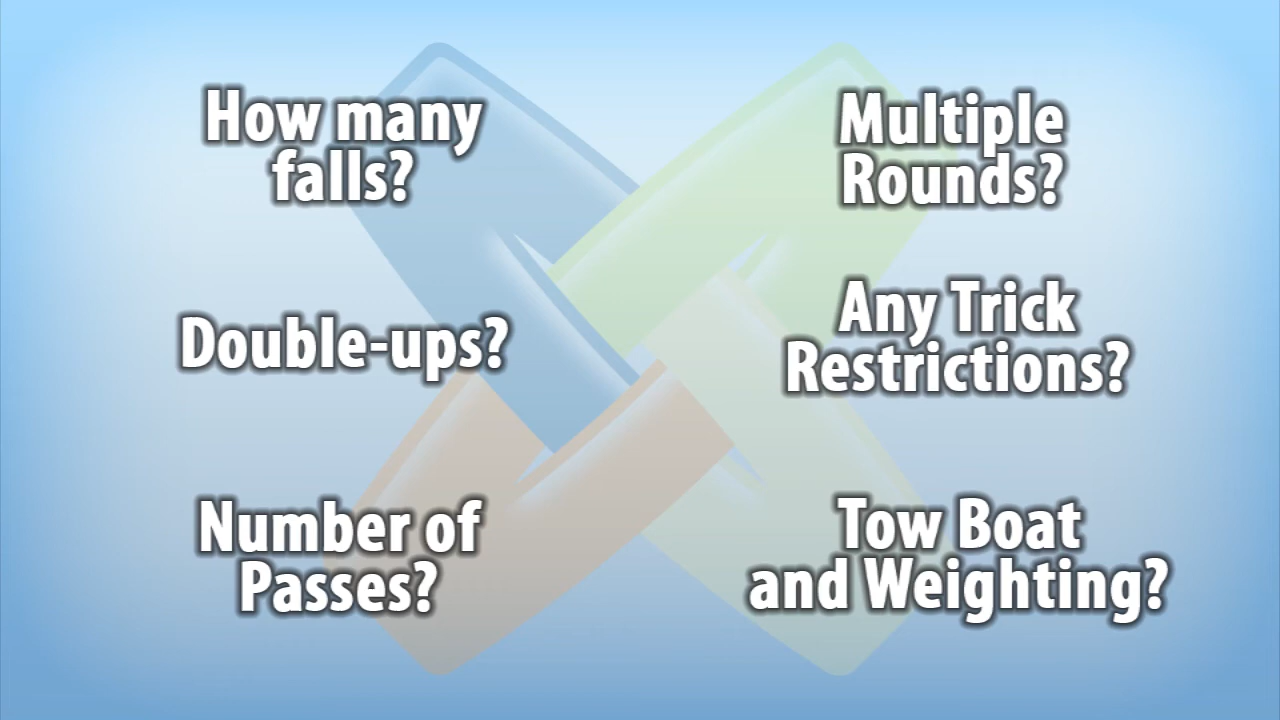 How many
falls?
Double-ups?
Number of
Passes?
Multiple
Rounds?
Any Trick
Restrictions?
Tow Boat
and Weighting?